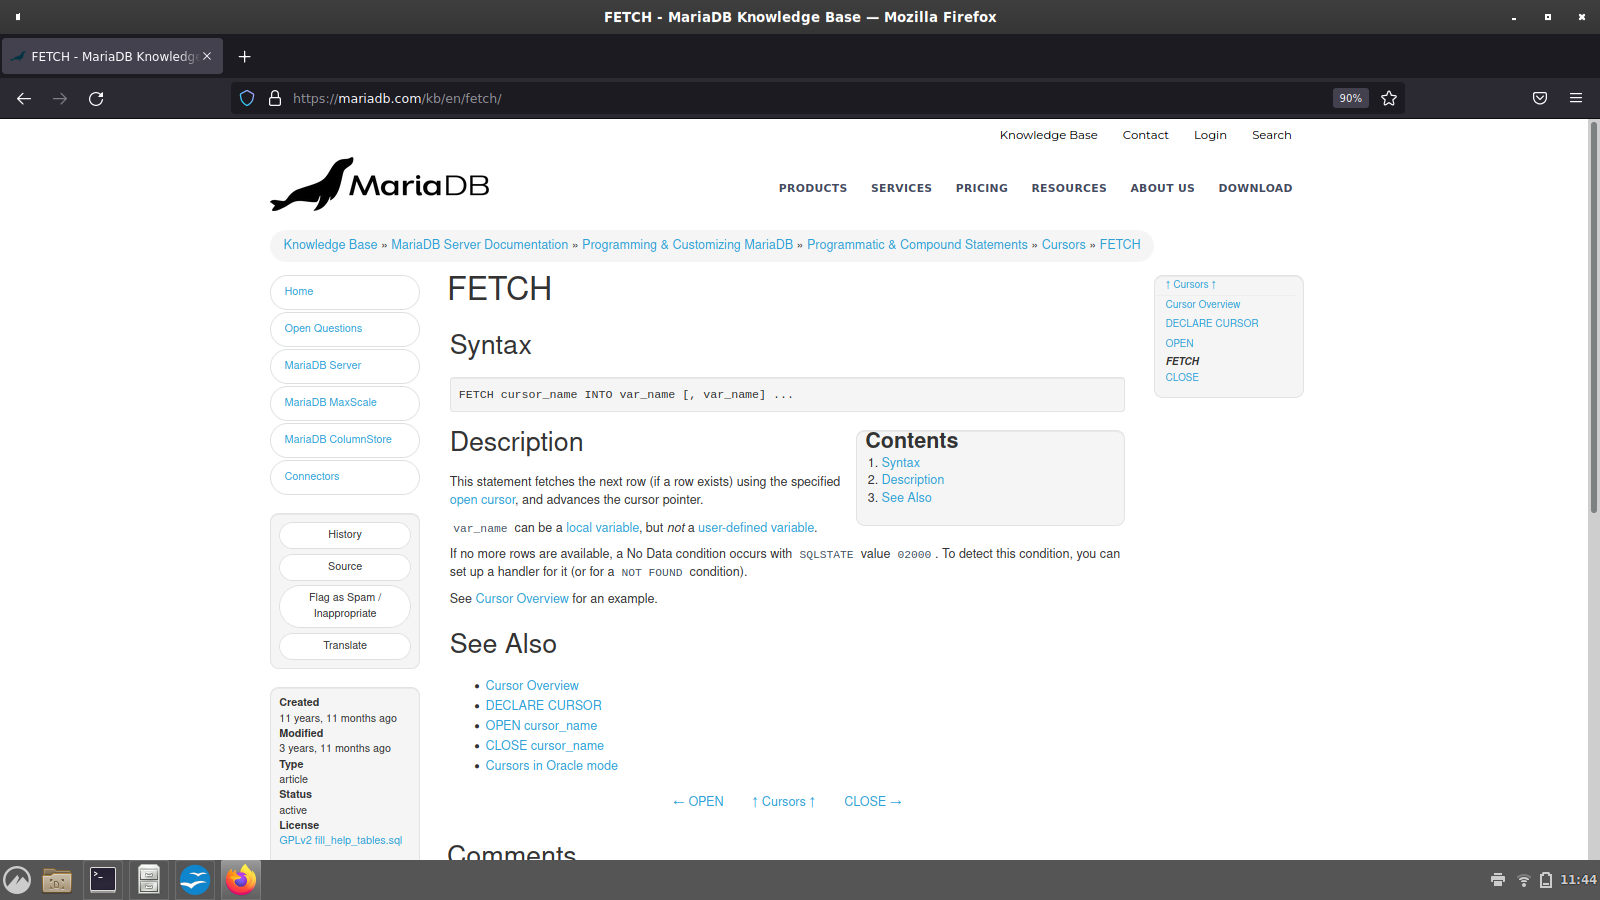 FETCH - MariaDB Knowledge Base — Mozilla Firefox
FETCH - MariaDB Knowledge
https://mariadb.com/kb/en/fetch/
90%
Knowledge Base Contact Login Search
MariaDB
PRODUCTS SERVICES PRICING RESOURCES ABOUT US DOWNLOAD
Knowledge Base » MariaDB Server Documentation » Programming & Customizing MariaDB » Programmatic & Compound Statements » Cursors » FETCH
Home
Open Questions
MariaDB Server
MariaDB MaxScale
MariaDB ColumnStore
Connectors
History
Source
Flag as Spam /
Inappropriate
Translate
Created
11 years, 11 months ago
Modified
3 years, 11 months ago
Type
article
Status
active
License
GPLv2 fill_help_tables.sql
FETCH
Syntax
FETCH cursor_name INTO var_name [, var_name] ...
Description
This statement fetches the next row (if a row exists) using the specified
open cursor, and advances the cursor pointer.
var_name can be a local variable, but not a user-defined variable.
If no more rows are available, a No Data condition occurs with SQLSTATE value 02000 . To detect this condition, you can
set up a handler for it (or for a NOT FOUND condition).
See Cursor Overview for an example.
Contents
1. Syntax
2. Description
3. See Also
See Also
• Cursor Overview
• DECLARE CURSOR
• OPEN cursor_name
• CLOSE cursor_name
• Cursors in Oracle mode
← OPEN ↑ Cursors ↑ CLOSE →
Comments
↑ Cursors ↑
Cursor Overview
DECLARE CURSOR
OPEN
FETCH
CLOSE
11:44